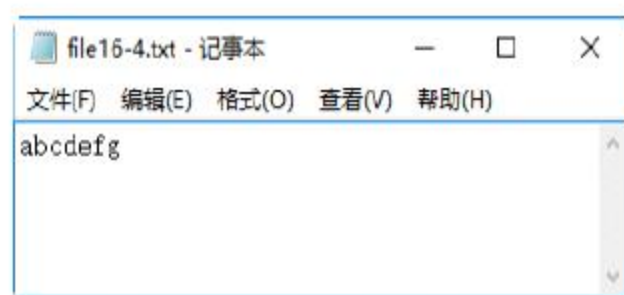 file16-4.txt - 记事本
文件(F) 编辑(E) 格式(O) 查看(V) 帮助(H)
abcdefg